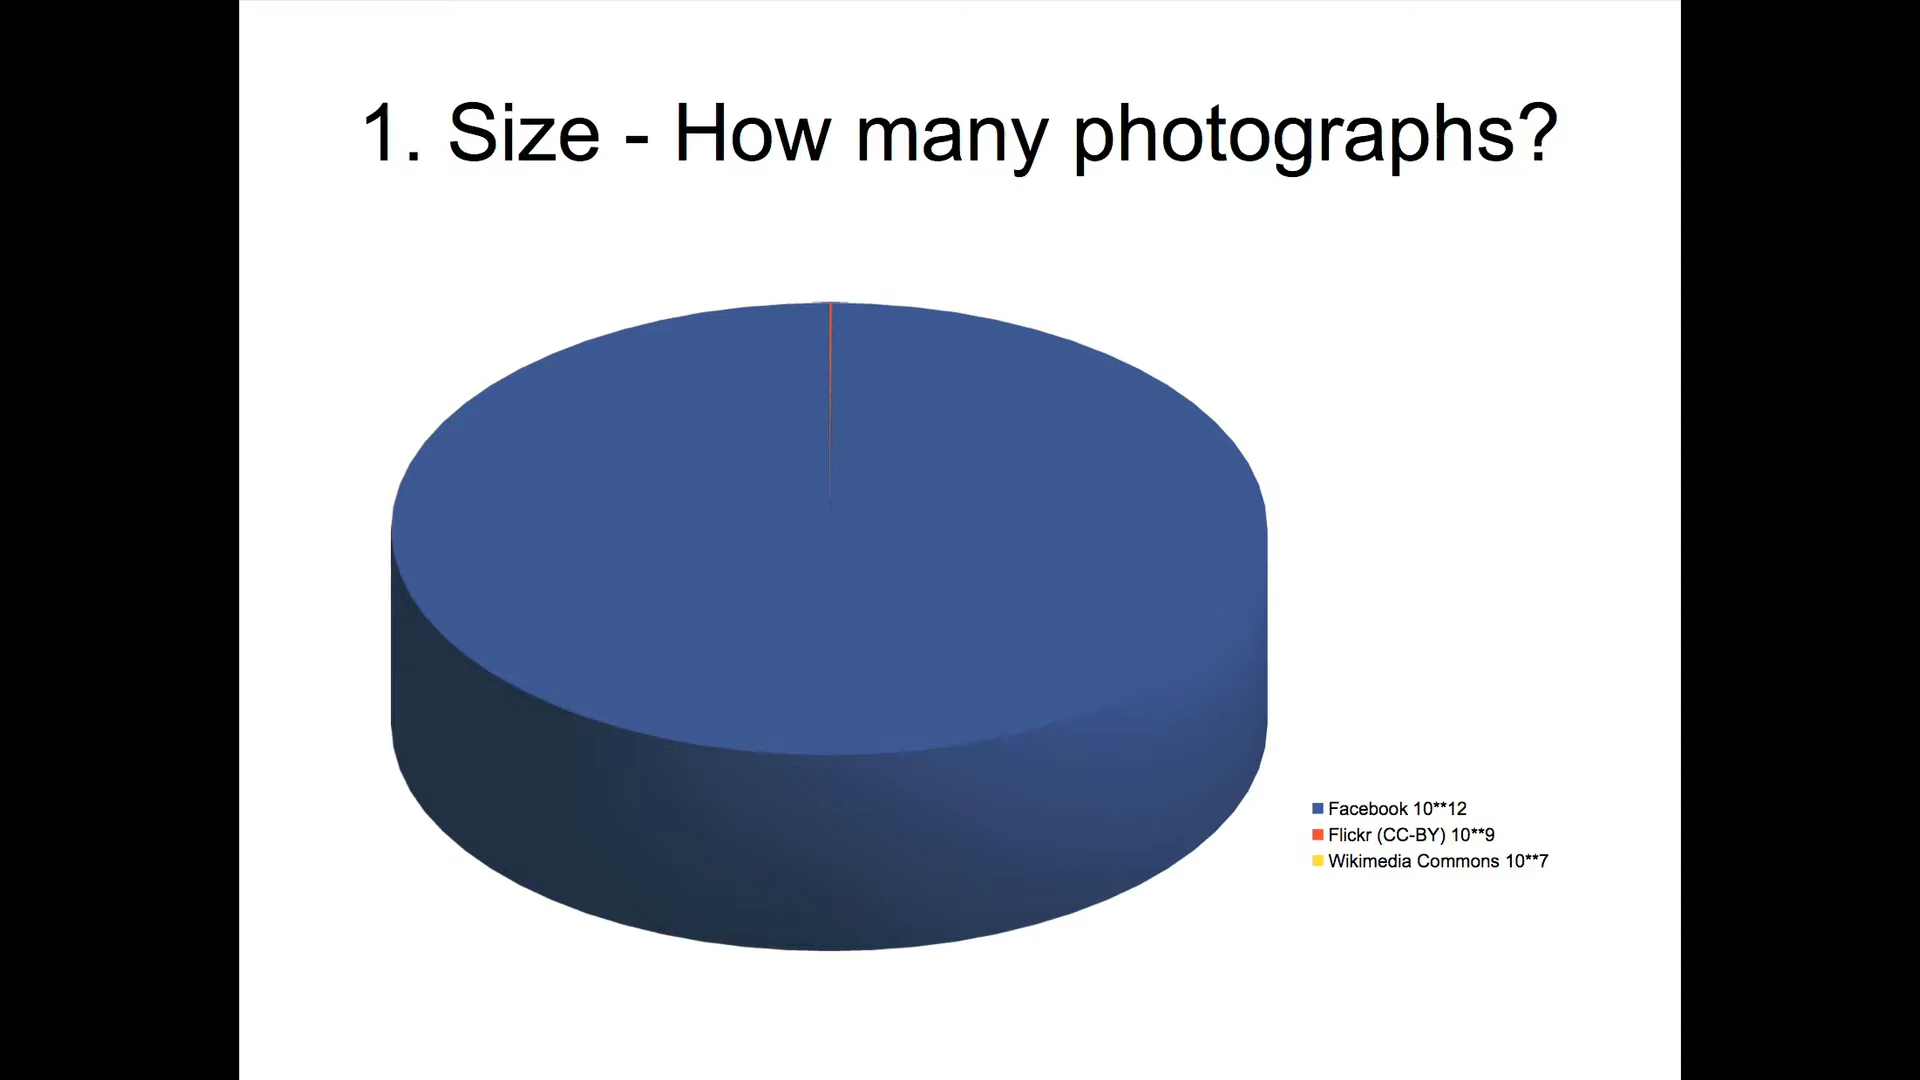 1. Size - How many photographs?
Facebook 10**12
Flickr (CC-BY) 10**9
Wikimedia Commons 10**7